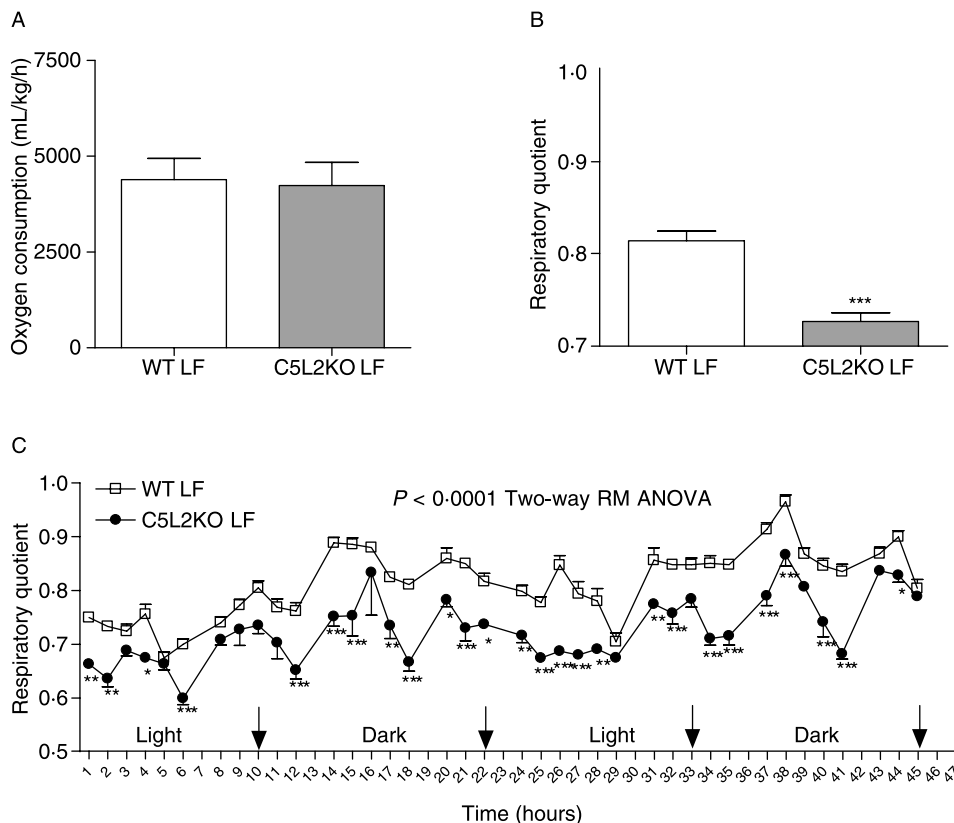 A
7500
5000
2500
0
Oxygen consumption (mL/kg/h)
WT LF
C5L2KO LF
B
1·0
0·9
0·8
0·7
Respiratory quotient
***
WT LF
C5L2KO LF
C
1·0
0·9
0·8
0·7
0·6
0·5
Respiratory quotient
WT LF
C5L2KO LF
P < 0·0001 Two-way RM ANOVA
** ** * *** *** *** *** ** *** * *** * ** ** *** *** ** ** *** *** *** *** *** *** *** *
Light
Dark
Light
Dark
1 2 3 4 5 6 7 8 9 10 11 12 13 14 15 16 17 18 19 20 21 22 23 24 25 26 27 28 29 30 31 32 33 34 35 36 37 38 39 40 41 42 43 44 45 46 47
Time (hours)